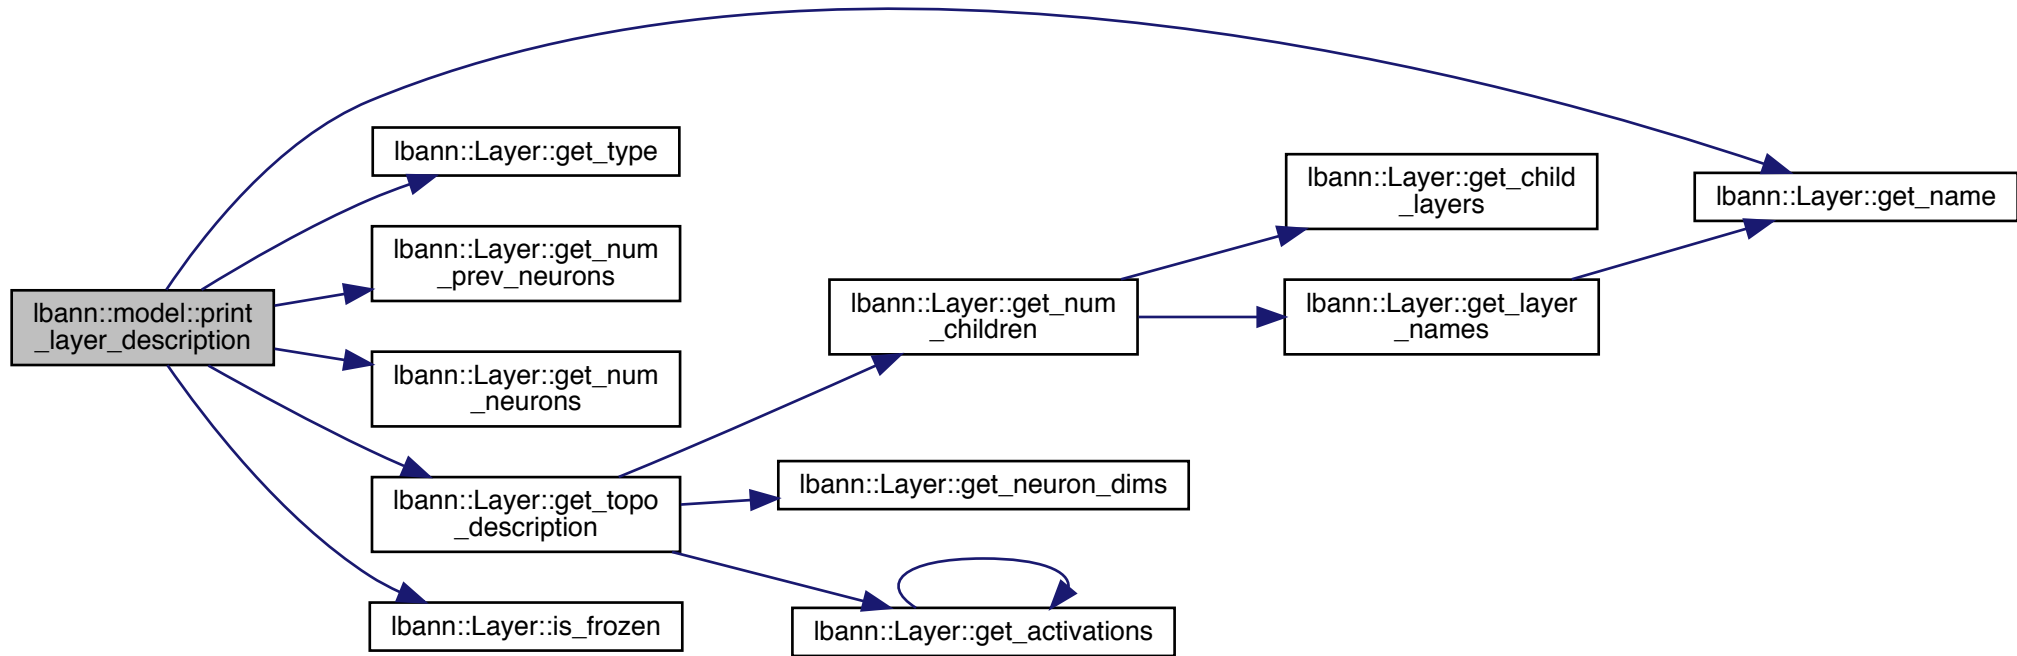 lbann::model::print
_layer_description
lbann::Layer::get_type
lbann::Layer::get_num
_prev_neurons
lbann::Layer::get_num
_neurons
lbann::Layer::get_topo
_description
lbann::Layer::is_frozen
lbann::Layer::get_num
_children
lbann::Layer::get_neuron_dims
lbann::Layer::get_activations
lbann::Layer::get_child
_layers
lbann::Layer::get_layer
_names
lbann::Layer::get_name